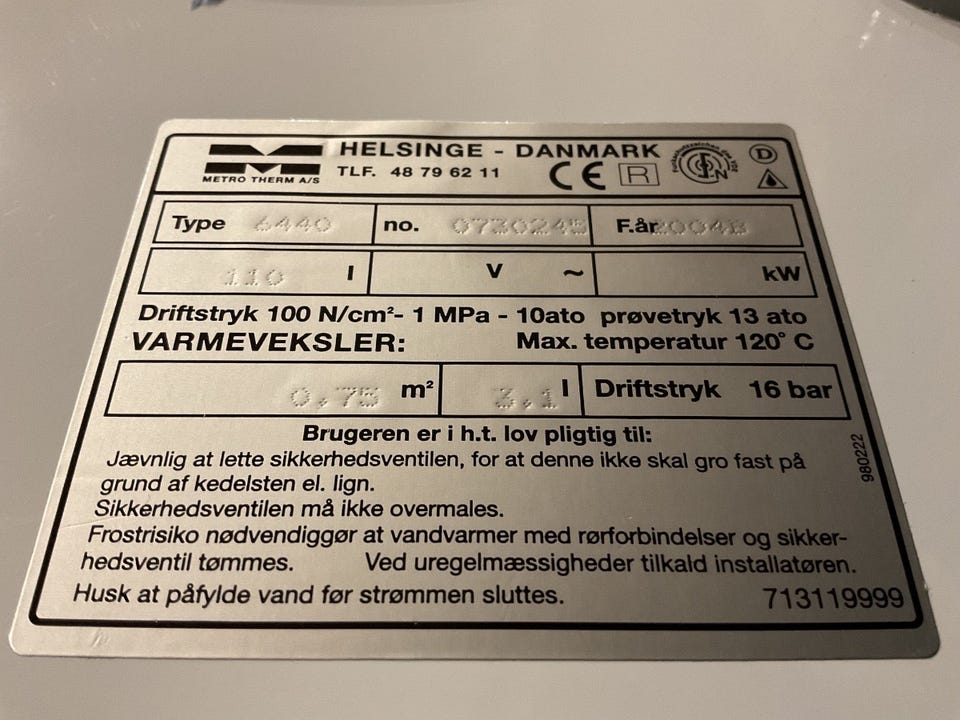 HELSINGE - DANMARK
METRO THERM A/S TLF. 48 79 62 11 CE R D
Type 6440 no. 0730245 F.år 2004B
110 l V ~ kW
Driftstryk 100 N/cm²- 1 MPa - 10ato prøvetryk 13 ato
VARMEVEKSLER: Max. temperatur 120° C
0,75 m² 3,1 l Driftstryk 16 bar
Brugeren er i h.t. lov pligtig til:
Jævnlig at lette sikkerhedsventilen, for at denne ikke skal gro fast på
grund af kedelsten el. lign.
Sikkerhedsventilen må ikke overmales.
Frostrisiko nødvendiggør at vandvarmer med rørforbindelser og sikker-
hedsventil tømmes. Ved uregelmæssigheder tilkald installatøren.
Husk at påfylde vand før strømmen sluttes. 713119999
980222